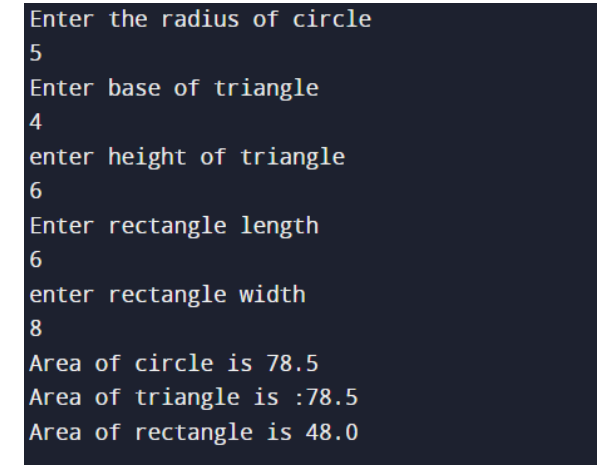 Enter the radius of circle
5
Enter base of triangle
4
enter height of triangle
6
Enter rectangle length
6
enter rectangle width
8
Area of circle is 78.5
Area of triangle is :78.5
Area of rectangle is 48.0